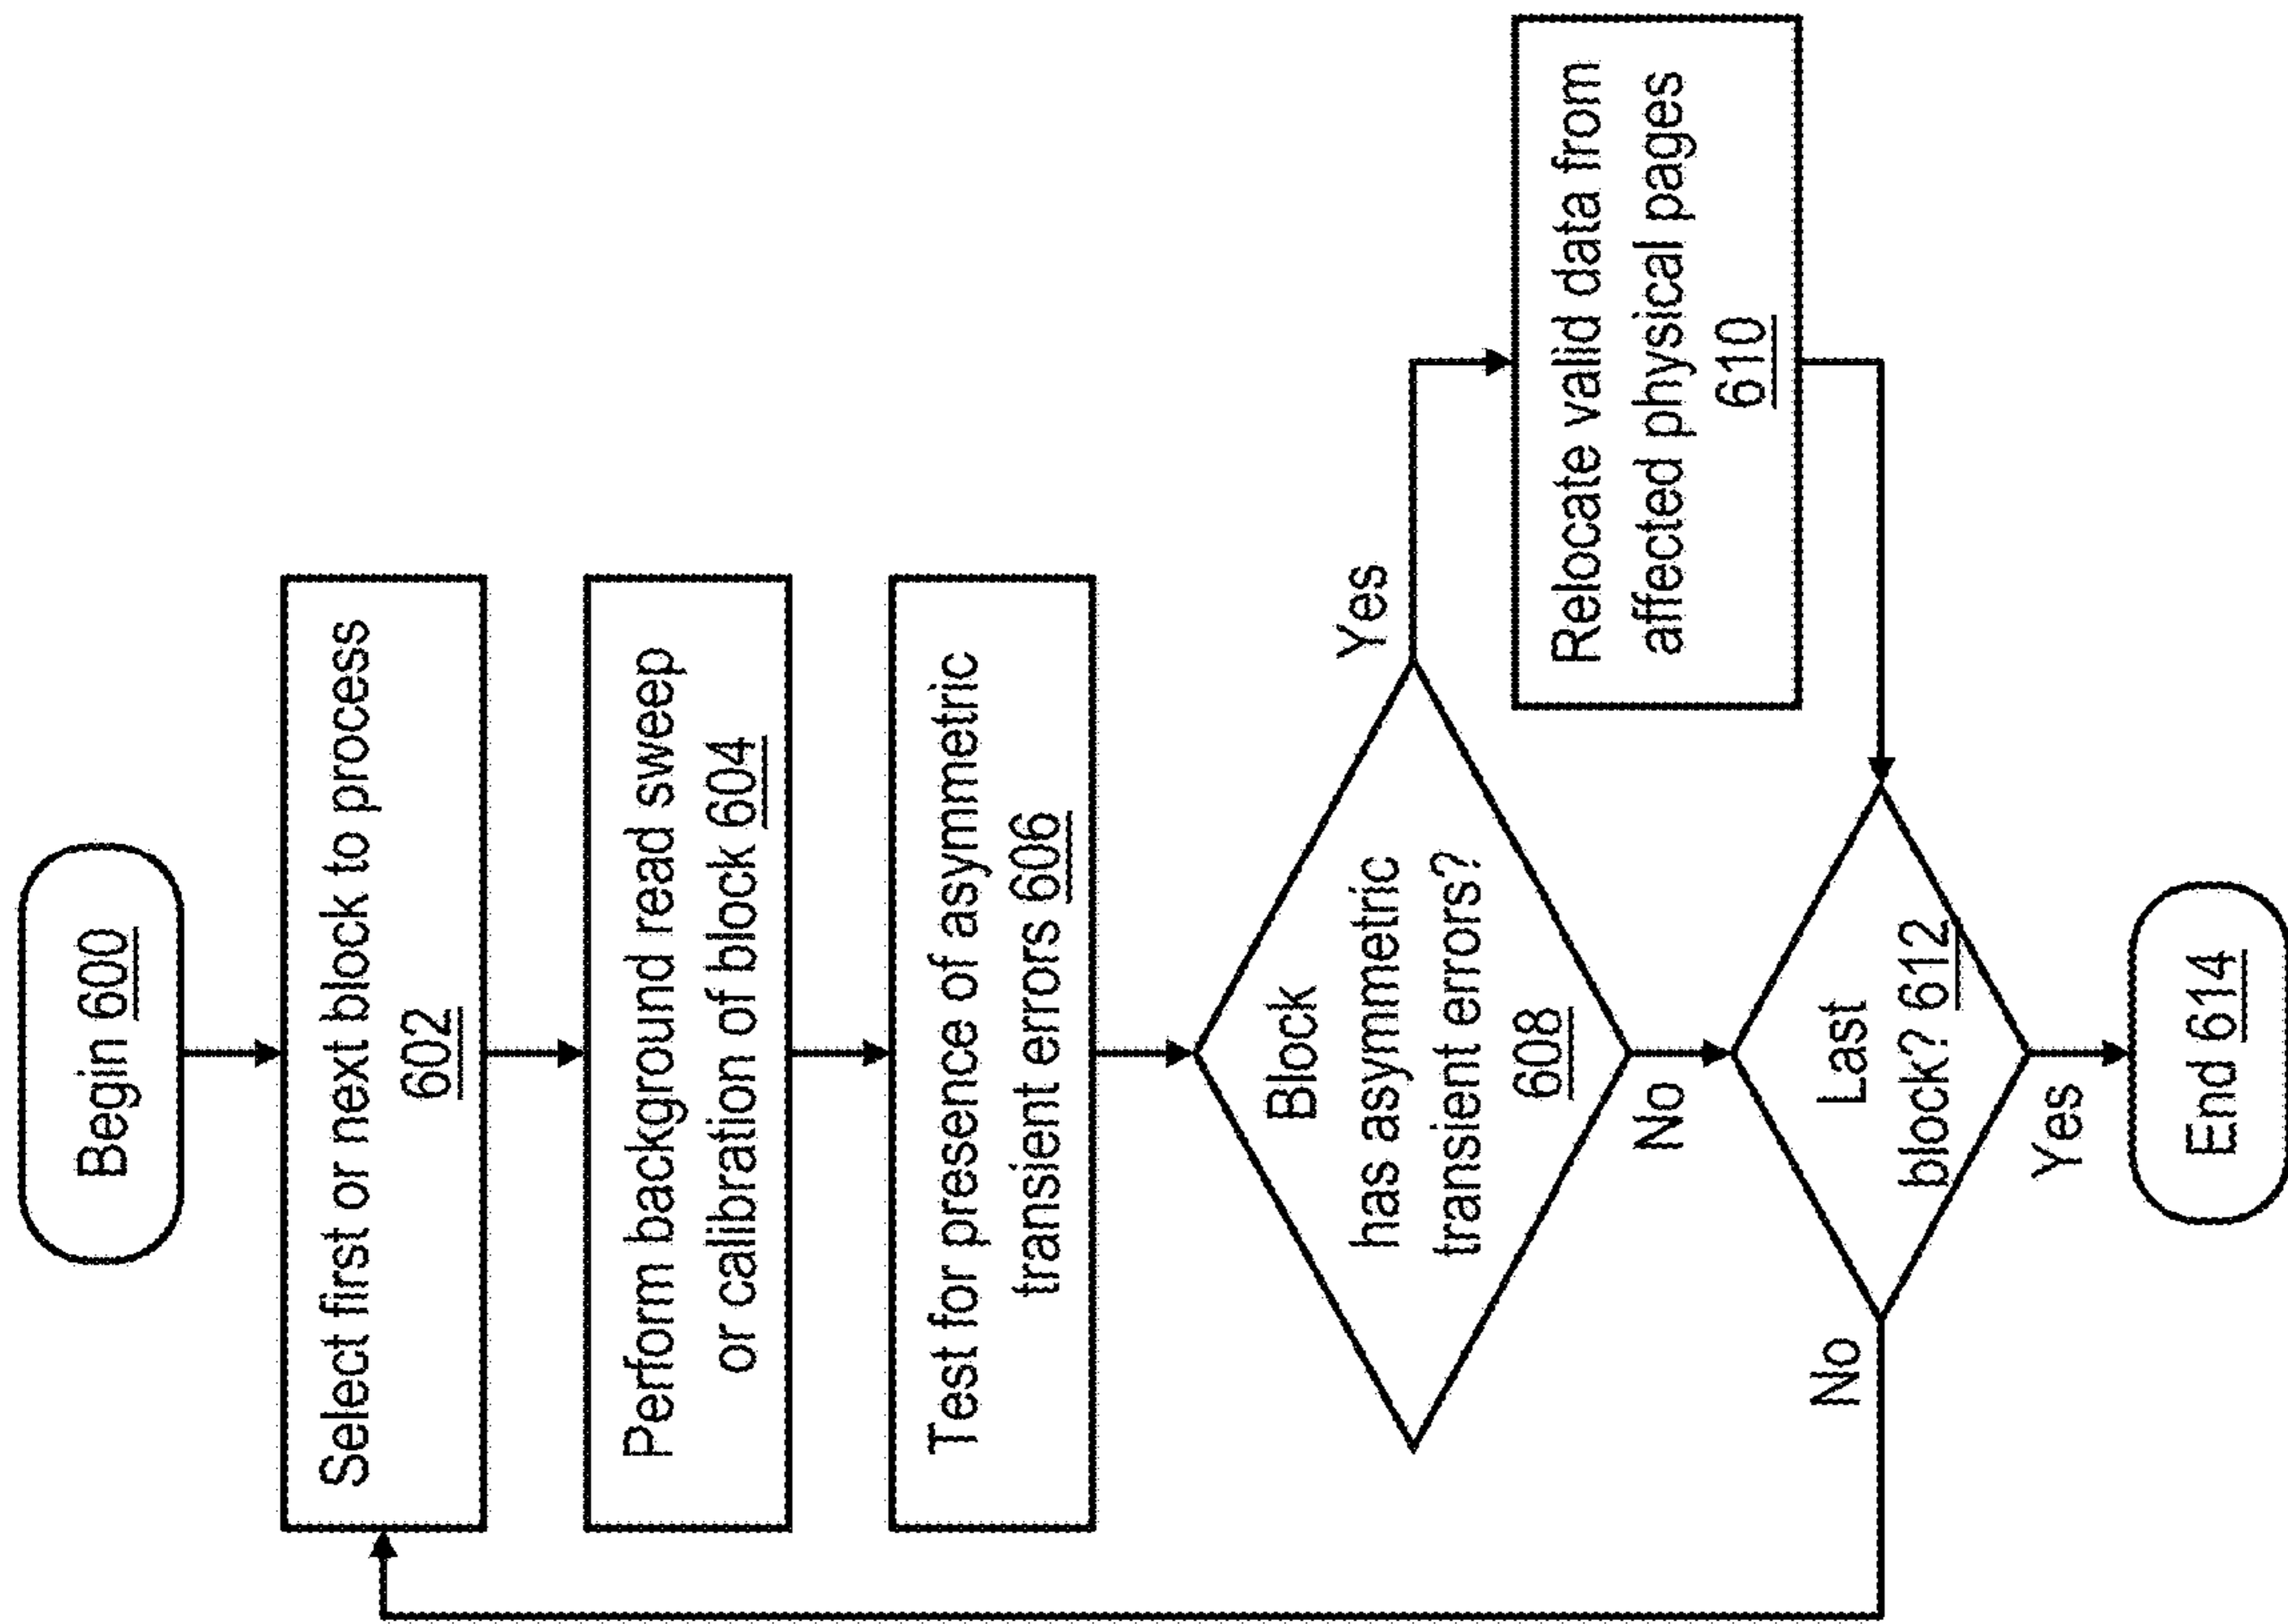 Begin 600
Select first or next block to process
602
Perform background read sweep
or calibration of block 604
Test for presence of asymmetric
transient errors 606
Block
has asymmetric
transient errors?
608
Yes
Relocate valid data from
affected physical pages
610
No
Last
block? 612
No
Yes
End 614